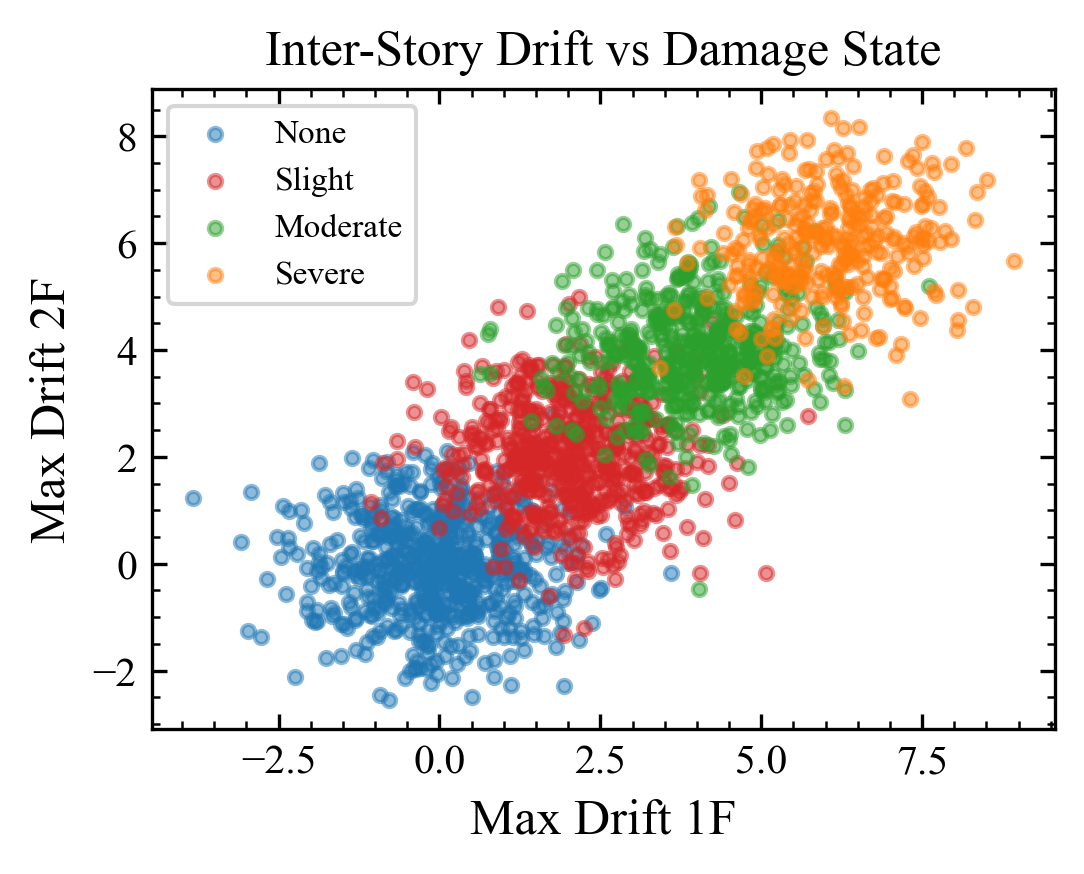 Inter-Story Drift vs Damage State
None
Slight
Moderate
Severe
Max Drift 2F
8
6
4
2
0
−2
−2.5 0.0 2.5 5.0 7.5
Max Drift 1F